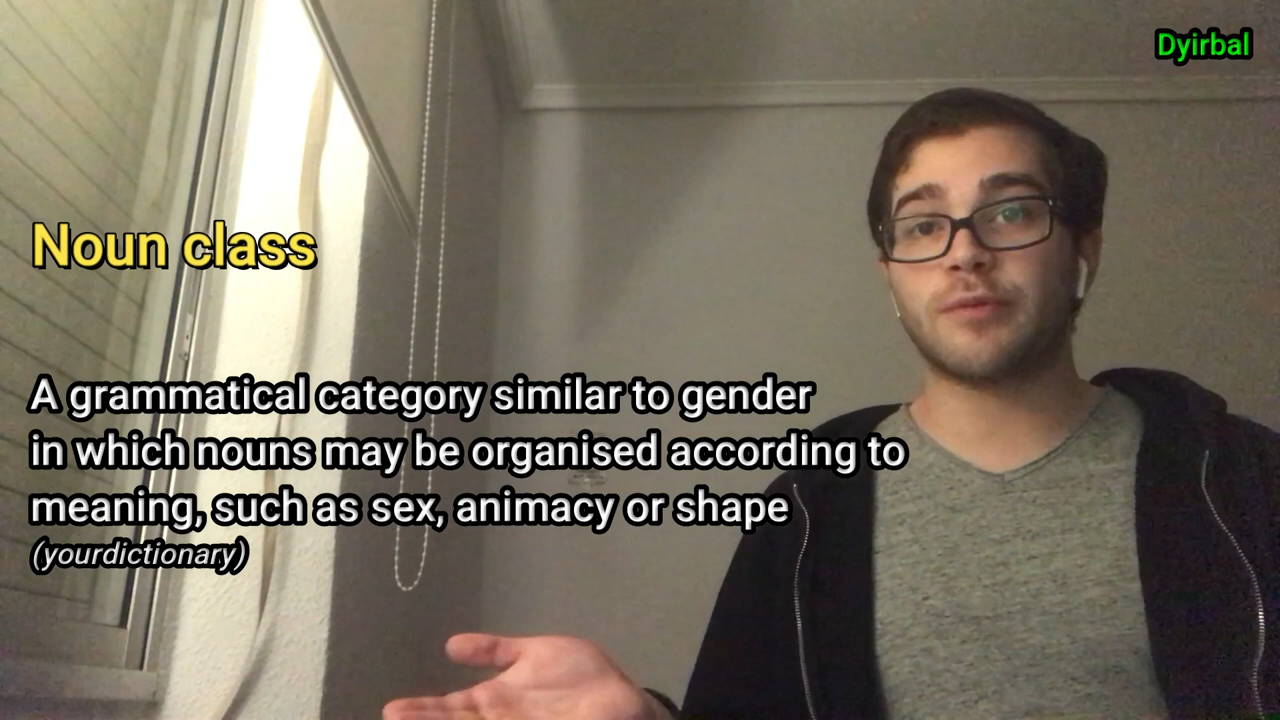 Dyirbal
Noun class
A grammatical category similar to gender
in which nouns may be organised according to
meaning, such as sex, animacy or shape
(yourdictionary)